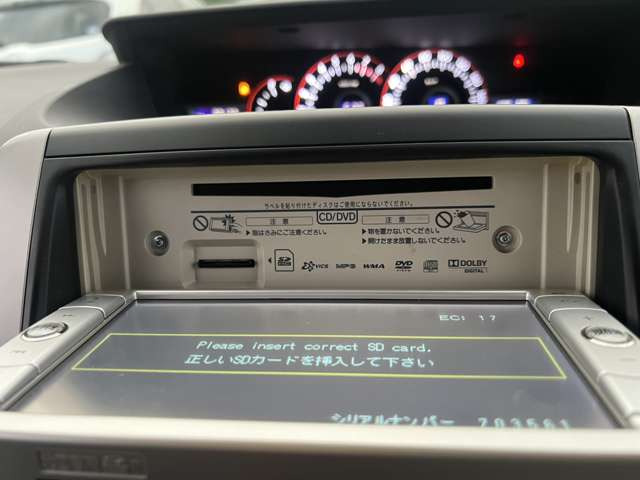 ラベルを貼り付けたディスクはご使用にならないでください。
注意 CD/DVD 注意
▶指はさみにご注意ください。
▶物を置かないでください。
▶開けたまま放置しないでください。
SD VICS MP3 WMA DVD DOLBY
DIGITAL
EC: 17
Please insert correct SD card.
正しいSDカードを挿入して下さい
シリアルナンバー 703561